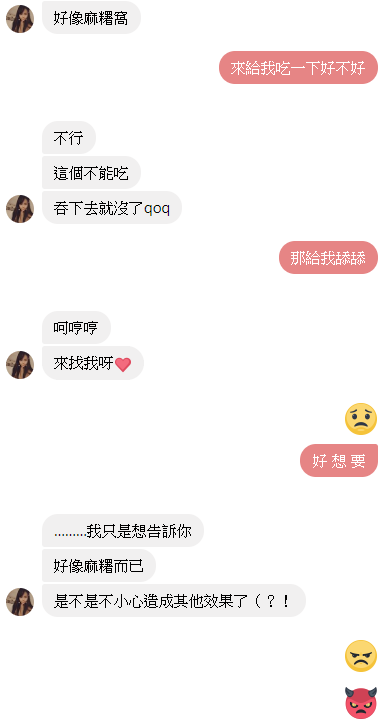 好像麻糬窩
來給我吃一下好不好
不行
這個不能吃
吞下去就沒了qoq
那給我舔舔
呵哼哼
來找我呀❤
好 想 要
.........我只是想告訴你
好像麻糬而已
是不是不小心造成其他效果了（？！